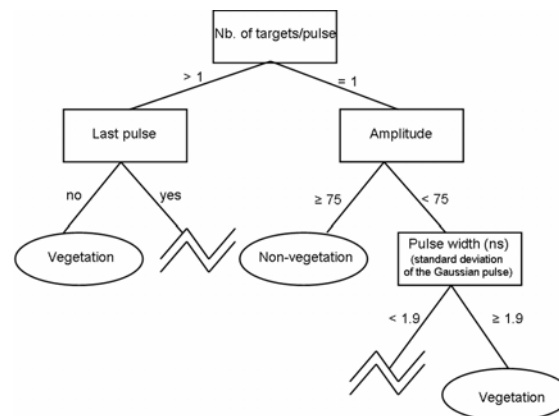 Nb. of targets/pulse
> 1
= 1
Last pulse
Amplitude
no
yes
≥ 75
< 75
Vegetation
Non-vegetation
Pulse width (ns)
(standard deviation
of the Gaussian pulse)
< 1.9
≥ 1.9
Vegetation